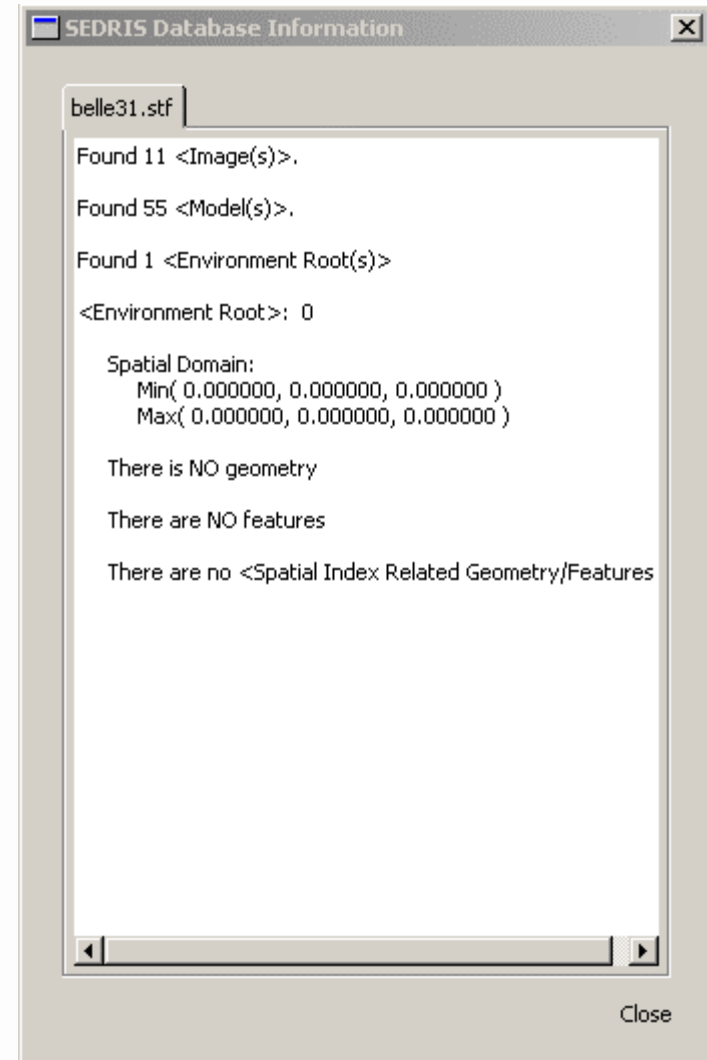 SEDRIS Database Information
belle31.stf
Found 11 <Image(s)>.
Found 55 <Model(s)>.
Found 1 <Environment Root(s)>
<Environment Root>: 0
Spatial Domain:
Min( 0.000000, 0.000000, 0.000000 )
Max( 0.000000, 0.000000, 0.000000 )
There is NO geometry
There are NO features
There are no <Spatial Index Related Geometry/Features
Close